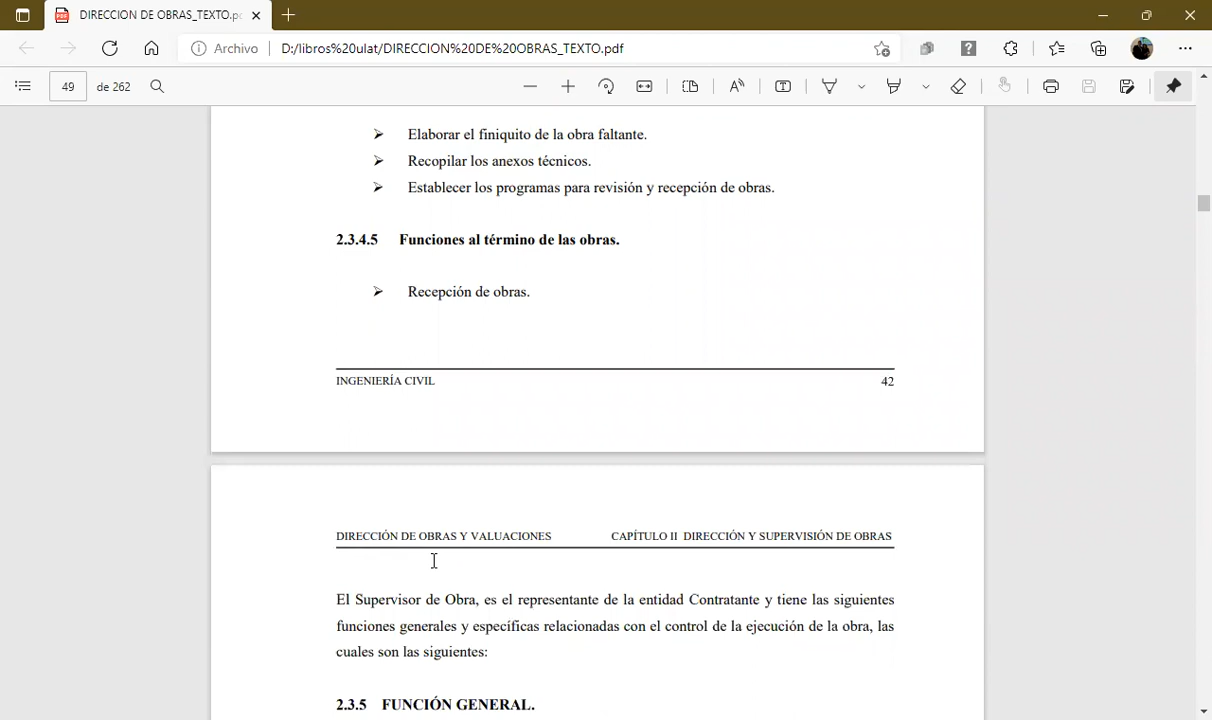 DIRECCION DE OBRAS_TEXTO.pd
Archivo D:/libros%20ulat/DIRECCION%20DE%20OBRAS_TEXTO.pdf
49 de 262
➢ Elaborar el finiquito de la obra faltante.
➢ Recopilar los anexos técnicos.
➢ Establecer los programas para revisión y recepción de obras.
2.3.4.5 Funciones al término de las obras.
➢ Recepción de obras.
INGENIERÍA CIVIL 42
DIRECCIÓN DE OBRAS Y VALUACIONES CAPÍTULO II DIRECCIÓN Y SUPERVISIÓN DE OBRAS
El Supervisor de Obra, es el representante de la entidad Contratante y tiene las siguientes
funciones generales y específicas relacionadas con el control de la ejecución de la obra, las
cuales son las siguientes:
2.3.5 FUNCIÓN GENERAL.